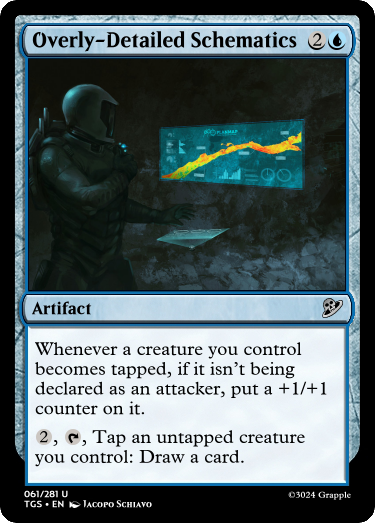 Overly-Detailed Schematics 2
Artifact
Whenever a creature you control
becomes tapped, if it isn't being
declared as an attacker, put a +1/+1
counter on it.
2, , Tap an untapped creature
you control: Draw a card.
061/281 U
TGS • EN Jacopo Schiavo
©3024 Grapple